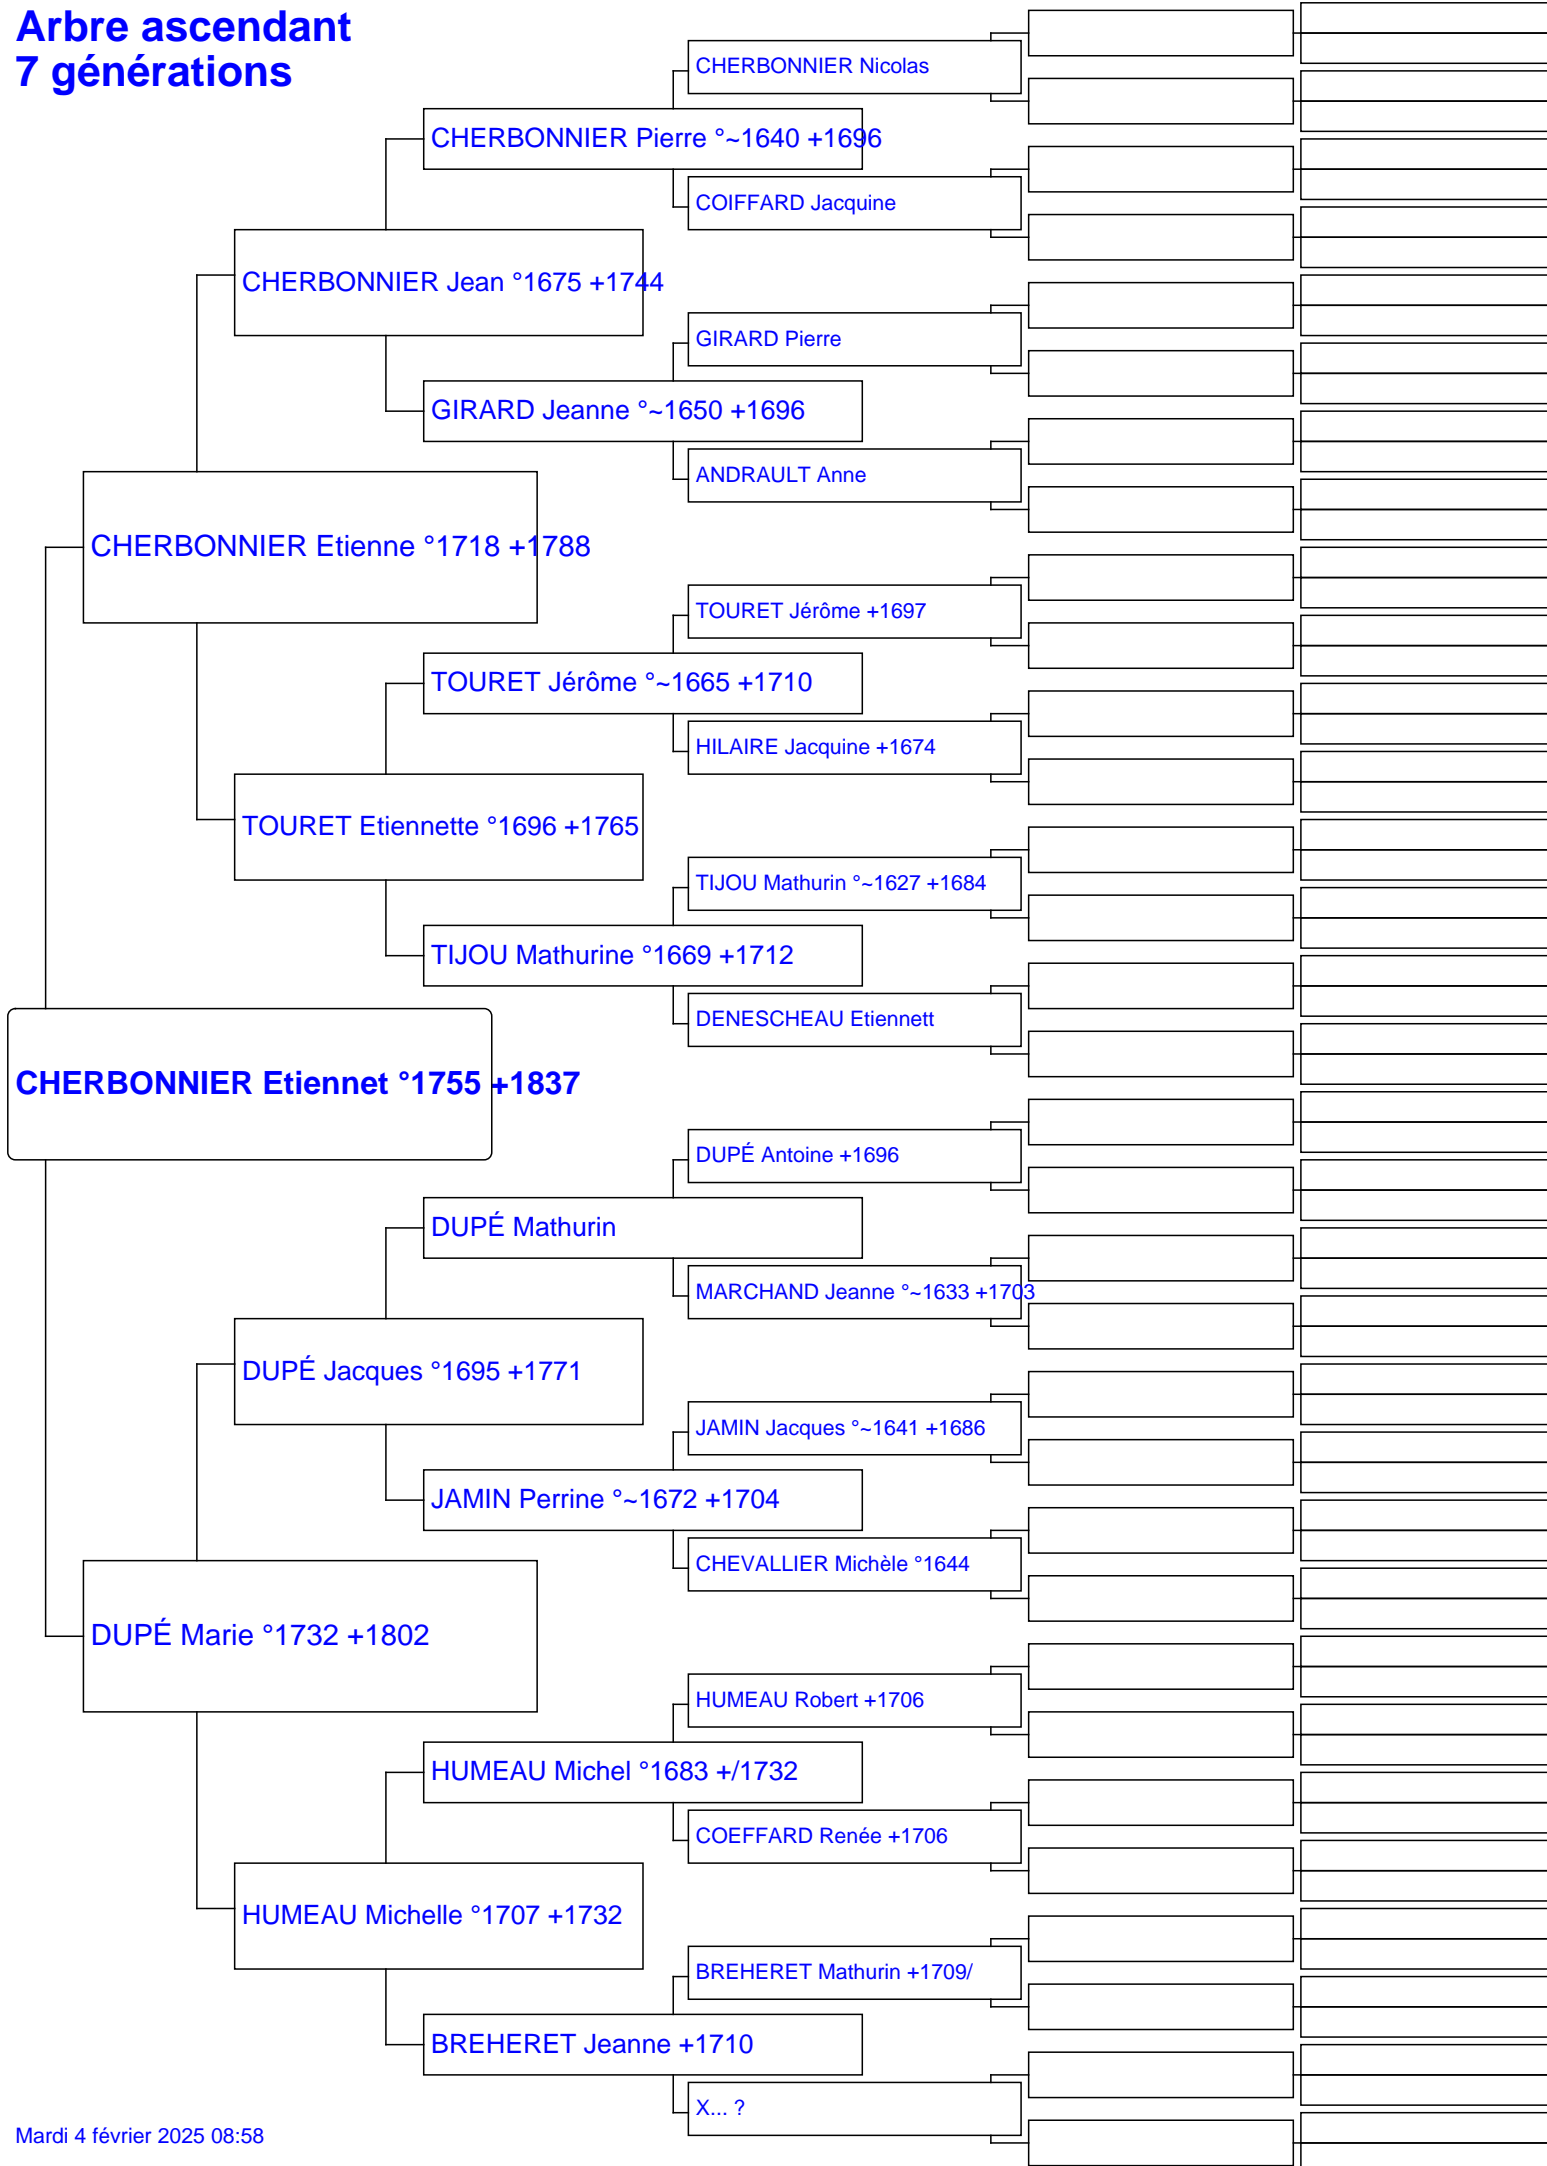 Arbre ascendant
7 générations
CHERBONNIER Nicolas
CHERBONNIER Pierre °~1640 +1696
COIFFARD Jacquine
CHERBONNIER Jean °1675 +1744
GIRARD Pierre
GIRARD Jeanne °~1650 +1696
ANDRAULT Anne
CHERBONNIER Etienne °1718 +1788
TOURET Jérôme +1697
TOURET Jérôme °~1665 +1710
HILAIRE Jacquine +1674
TOURET Etiennette °1696 +1765
TIJOU Mathurin °~1627 +1684
TIJOU Mathurine °1669 +1712
DENESCHEAU Etiennett
CHERBONNIER Etiennet °1755 +1837
DUPÉ Antoine +1696
DUPÉ Mathurin
MARCHAND Jeanne °~1633 +1703
DUPÉ Jacques °1695 +1771
JAMIN Jacques °~1641 +1686
JAMIN Perrine °~1672 +1704
CHEVALLIER Michèle °1644
DUPÉ Marie °1732 +1802
HUMEAU Robert +1706
HUMEAU Michel °1683 +/1732
COEFFARD Renée +1706
HUMEAU Michelle °1707 +1732
BREHERET Mathurin +1709/
BREHERET Jeanne +1710
X... ?
Mardi 4 février 2025 08:58